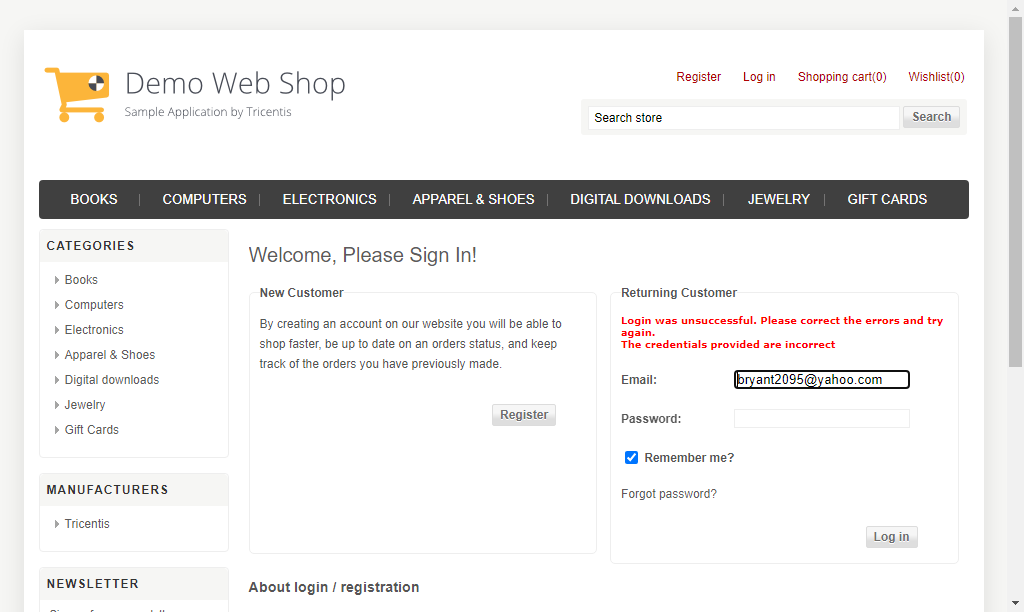 Demo Web Shop
Sample Application by Tricentis
Register
Log in
Shopping cart(0)
Wishlist(0)
Search store
Search
BOOKS
COMPUTERS
ELECTRONICS
APPAREL & SHOES
DIGITAL DOWNLOADS
JEWELRY
GIFT CARDS
CATEGORIES
Books
Computers
Electronics
Apparel & Shoes
Digital downloads
Jewelry
Gift Cards
MANUFACTURERS
Tricentis
NEWSLETTER
Welcome, Please Sign In!
New Customer
By creating an account on our website you will be able to
shop faster, be up to date on an orders status, and keep
track of the orders you have previously made.
Register
Returning Customer
Login was unsuccessful. Please correct the errors and try
again.
The credentials provided are incorrect
Email:
bryant2095@yahoo.com
Password:
Remember me?
Forgot password?
Log in
About login / registration